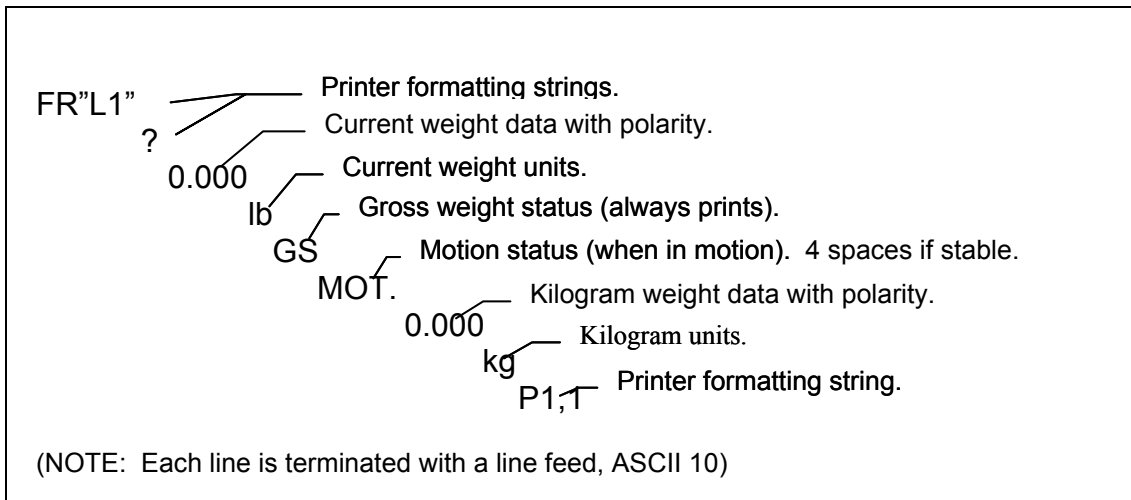 FR”L1” Printer formatting strings.
? Current weight data with polarity.
0.000 Current weight units.
lb Gross weight status (always prints).
GS Motion status (when in motion). 4 spaces if stable.
MOT. Kilogram weight data with polarity.
0.000 Kilogram units.
kg Printer formatting string.
P1,1
(NOTE: Each line is terminated with a line feed, ASCII 10)